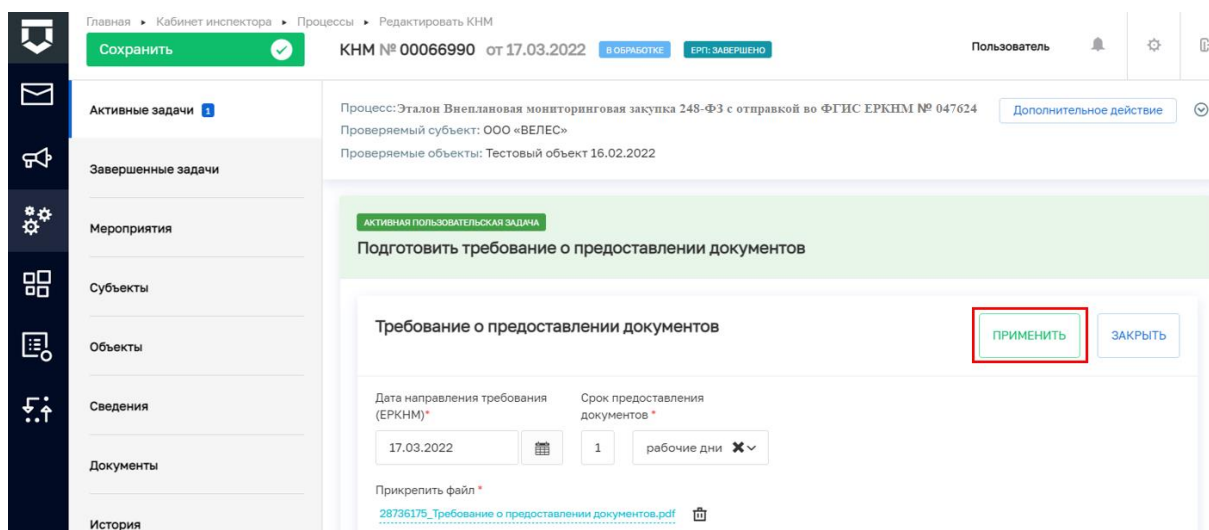 Главная ▸ Кабинет инспектора ▸ Процессы ▸ Редактировать КНМ
Сохранить
КНМ № 00066990 от 17.03.2022 В ОБРАБОТКЕ ЕРП: ЗАВЕРШЕНО
Пользователь
Активные задачи 1
Завершенные задачи
Мероприятия
Субъекты
Объекты
Сведения
Документы
История
Процесс:Эталон Внеплановая мониторинговая закупка 248-ФЗ с отправкой во ФГИС ЕРКНМ № 047624
Дополнительное действие
Проверяемый субъект: ООО «ВЕЛЕС»
Проверяемые объекты: Тестовый объект 16.02.2022
АКТИВНАЯ ПОЛЬЗОВАТЕЛЬСКАЯ ЗАДАЧА
Подготовить требование о предоставлении документов
Требование о предоставлении документов
ПРИМЕНИТЬ
ЗАКРЫТЬ
Дата направления требования
(ЕРКНМ)*
Срок предоставления
документов *
17.03.2022
1
рабочие дни
Прикрепить файл *
28736175_Требование о предоставлении документов.pdf